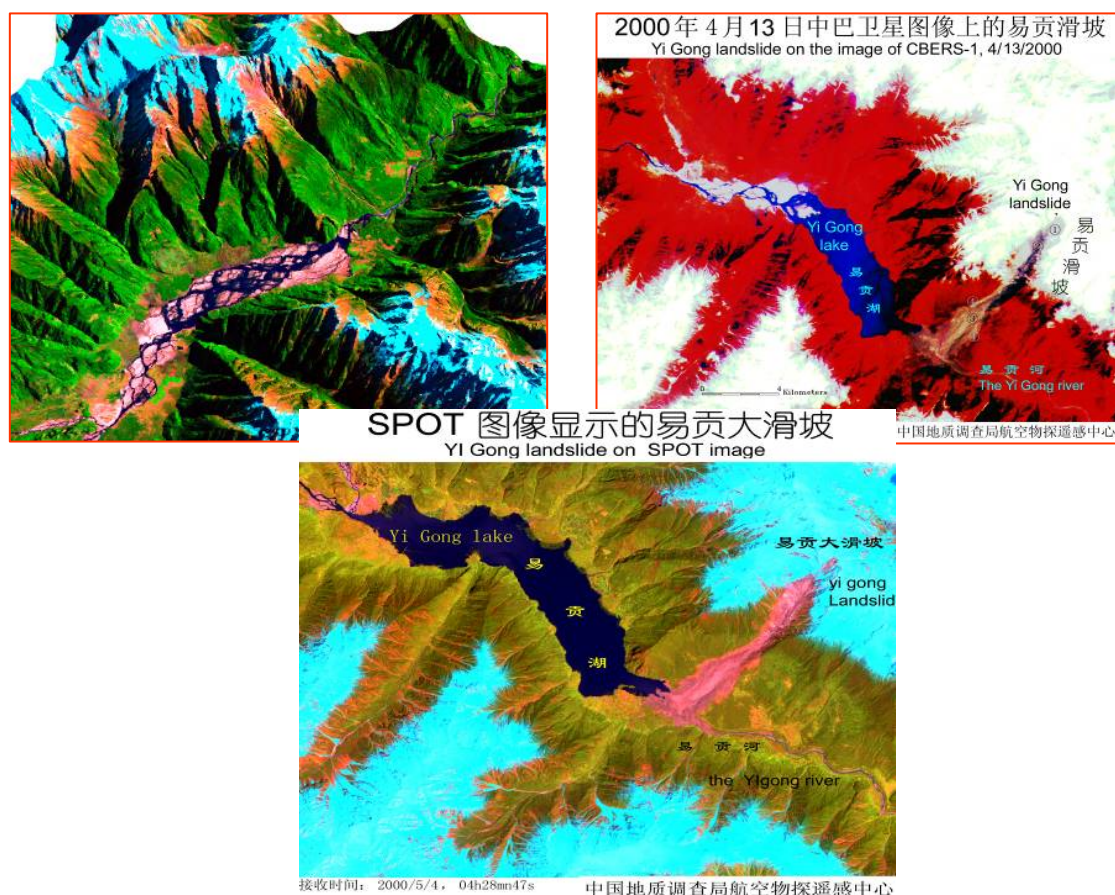 2000年4月13日中巴卫星图像上的易贡滑坡
Yi Gong landslide on the image of CBERS-1, 4/13/2000
Yi Gong
landslide
①
易贡滑坡
Yi Gong
lake
易贡湖
0 4
Kilometers
易贡河
The Yi Gong river
中国地质调查局航空物探遥感中心
SPOT 图像显示的易贡大滑坡
YI Gong landslide on SPOT image
Yi Gong lake
易贡湖
易贡大滑坡
yi gong
Landslid
易贡河
the YIgong river
接收时间: 2000/5/4, 04h28mn47s
中国地质调查局航空物探遥感中心